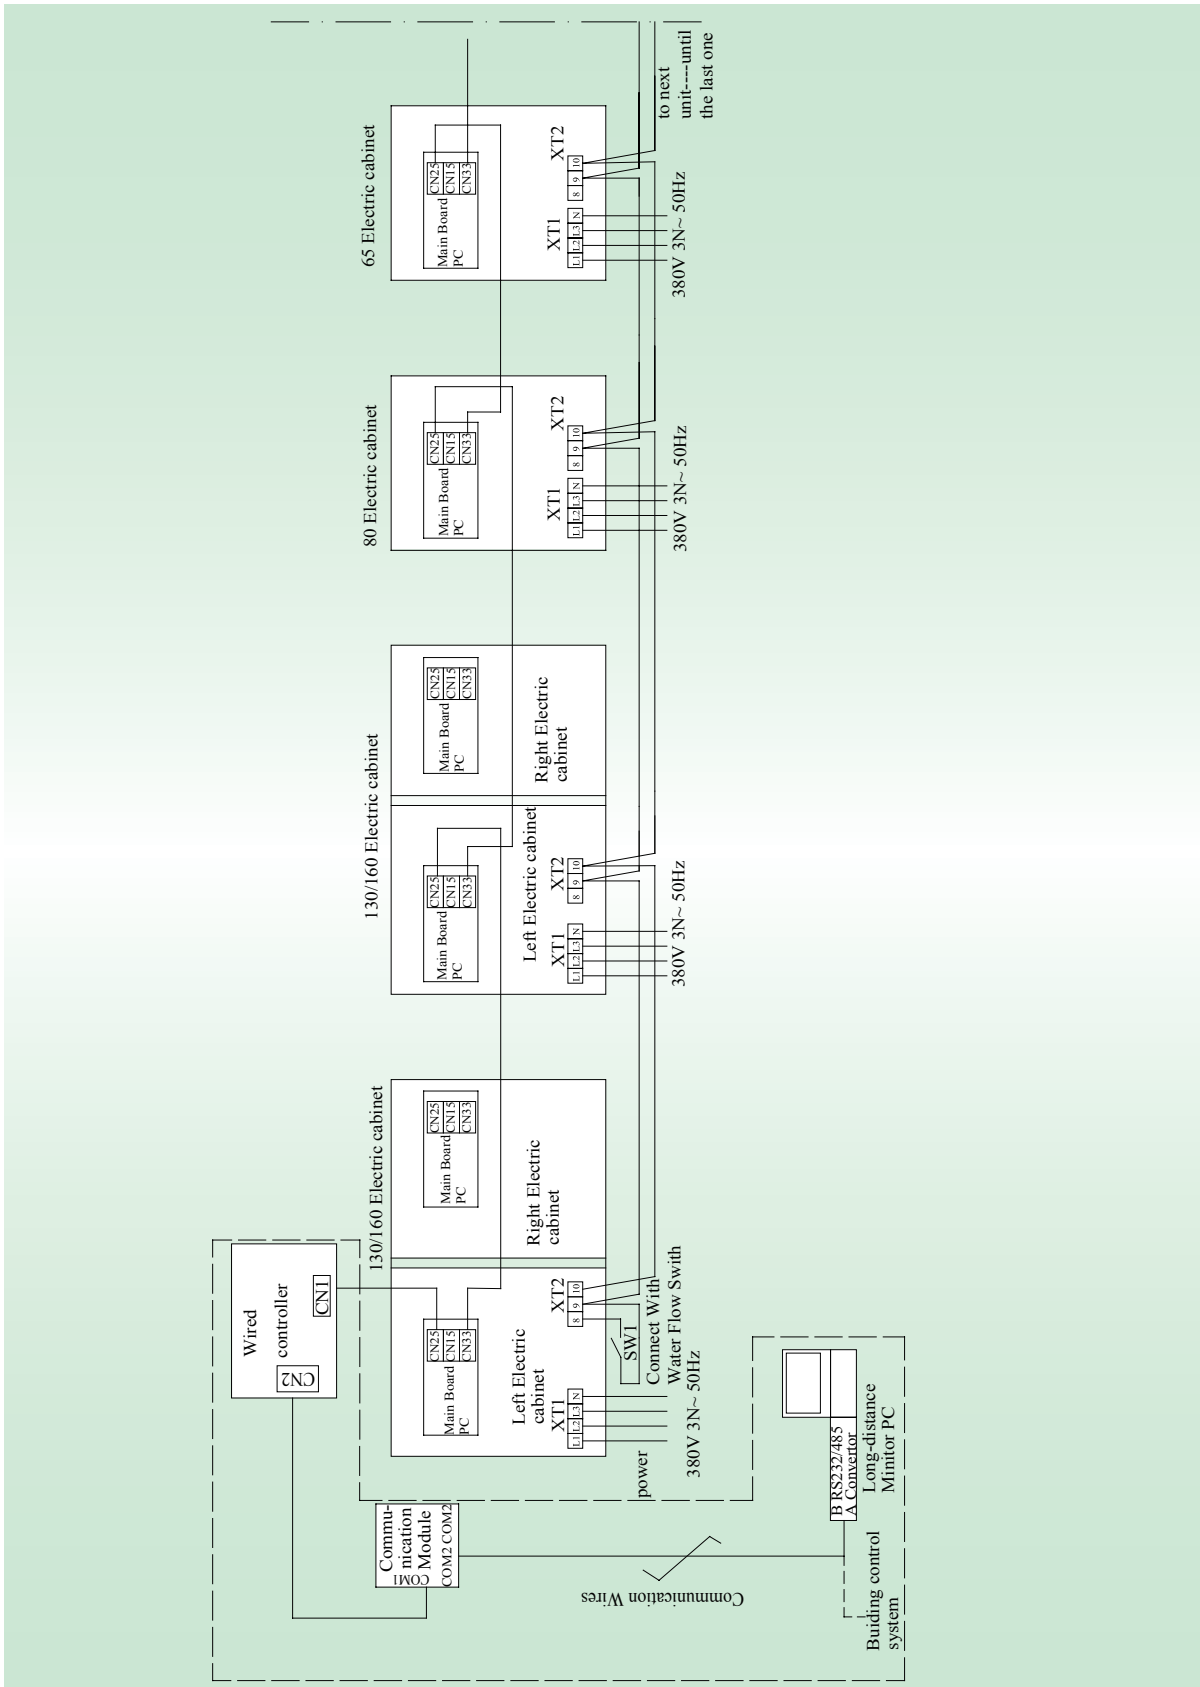 Wired
controller
CN1
CN2
Commu-
nication
Module
COM1
COM2 COM2
130/160 Electric cabinet
CN25
CN15
CN33
Main Board
PC
Left Electric
cabinet
XT1
L1 L2 L3 N
XT2
8 9 10
SW1
Connect With
Water Flow Swith
380V 3N~ 50Hz
power
CN25
CN15
CN33
Main Board
PC
Right Electric
cabinet
130/160 Electric cabinet
CN25
CN15
CN33
Main Board
PC
Left Electric cabinet
XT1
L1 L2 L3 N
XT2
8 9 10
380V 3N~ 50Hz
CN25
CN15
CN33
Main Board
PC
Right Electric
cabinet
80 Electric cabinet
CN25
CN15
CN33
Main Board
PC
XT1
L1 L2 L3 N
XT2
8 9 10
380V 3N~ 50Hz
65 Electric cabinet
CN25
CN15
CN33
Main Board
PC
XT1
L1 L2 L3 N
XT2
8 9 10
380V 3N~ 50Hz
to next
unit----until
the last one
Communication Wires
B RS232/485
A Convertor
Long-distance
Minitor PC
Buiding control
system